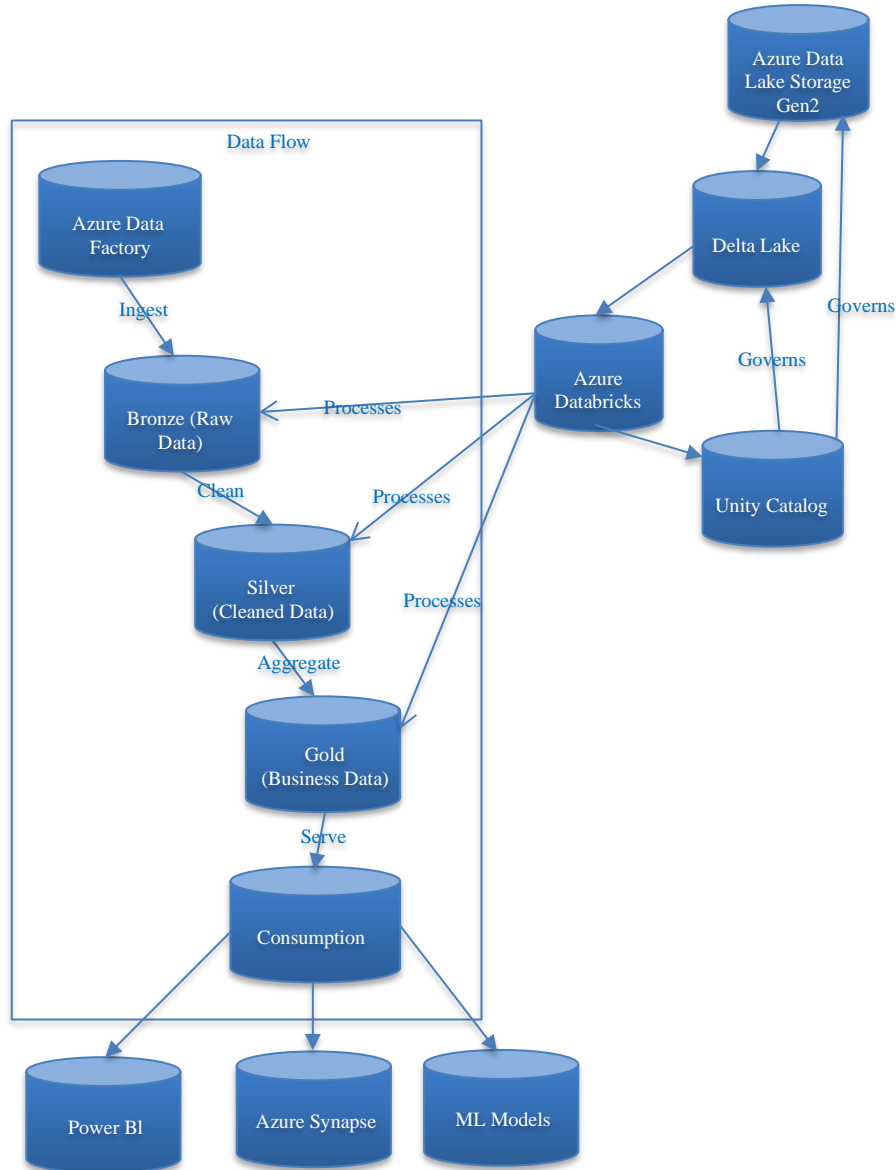 Azure Data
Lake Storage
Gen2
Data Flow
Azure Data
Factory
Delta Lake
Ingest
Governs
Governs
Azure
Databricks
Processes
Bronze (Raw
Data)
Clean
Processes
Unity Catalog
Silver
(Cleaned Data)
Processes
Aggregate
Gold
(Business Data)
Serve
Consumption
Power Bl
Azure Synapse
ML Models